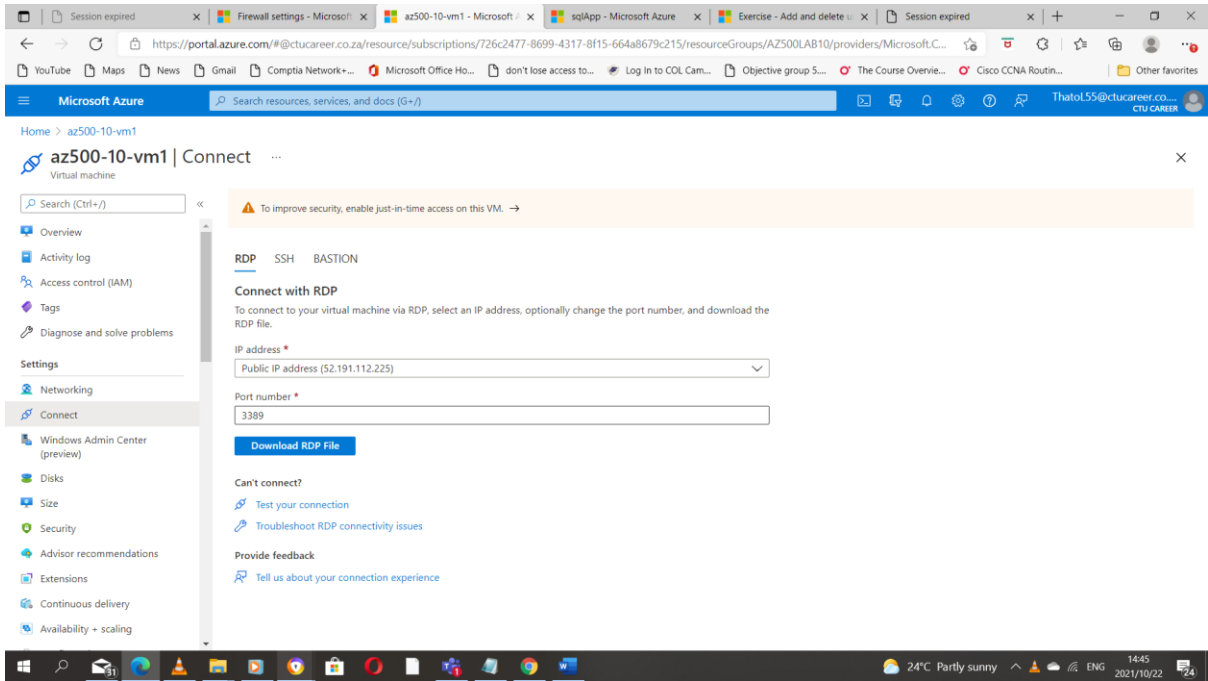 Session expired
Firewall settings - Microsoft
az500-10-vm1 - Microsoft A
sqlApp - Microsoft Azure
Exercise - Add and delete u
Session expired
https://portal.azure.com/#@ctucareer.co.za/resource/subscriptions/726c2477-8699-4317-8f15-664a8679c215/resourceGroups/AZ500LAB10/providers/Microsoft.C...
YouTube Maps News Gmail Comptia Network+... Microsoft Office Ho... don't lose access to... Log In to COL Cam... Objective group 5.... The Course Overvie... Cisco CCNA Routin... Other favorites
Microsoft Azure
Search resources, services, and docs (G+/)
ThatoL55@ctucareer.co....
CTU CAREER
Home > az500-10-vm1
az500-10-vm1 | Connect ...
Virtual machine
Search (Ctrl+/)
«
Overview
Activity log
Access control (IAM)
Tags
Diagnose and solve problems
Settings
Networking
Connect
Windows Admin Center
(preview)
Disks
Size
Security
Advisor recommendations
Extensions
Continuous delivery
Availability + scaling
To improve security, enable just-in-time access on this VM. →
RDP SSH BASTION
Connect with RDP
To connect to your virtual machine via RDP, select an IP address, optionally change the port number, and download the
RDP file.
IP address *
Public IP address (52.191.112.225)
Port number *
3389
Download RDP File
Can't connect?
Test your connection
Troubleshoot RDP connectivity issues
Provide feedback
Tell us about your connection experience
31
24°C Partly sunny
ENG
14:45
2021/10/22
24